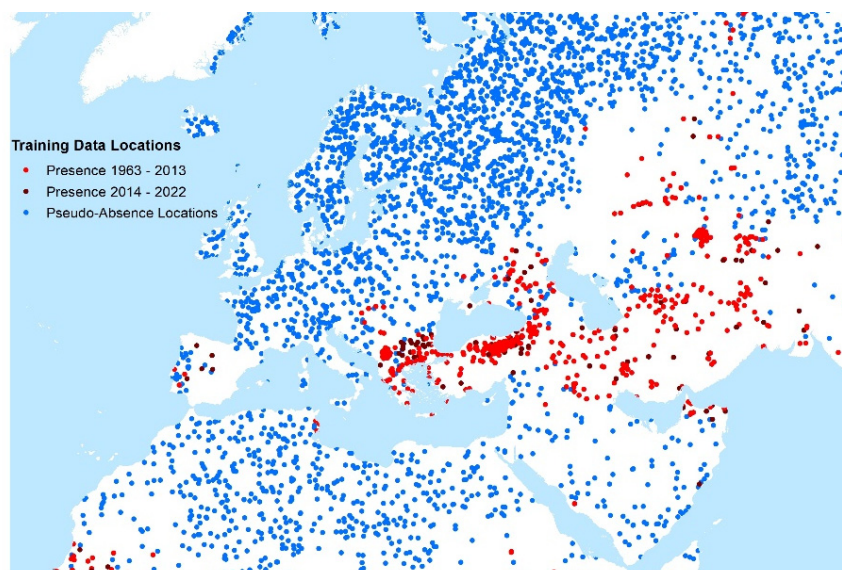 Training Data Locations
Presence 1963 - 2013
Presence 2014 - 2022
Pseudo-Absence Locations